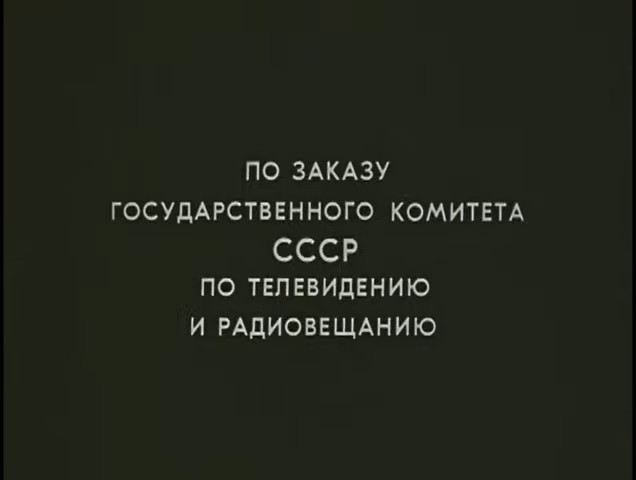 ПО ЗАКАЗУ
ГОСУДАРСТВЕННОГО КОМИТЕТА
СССР
ПО ТЕЛЕВИДЕНИЮ
И РАДИОВЕЩАНИЮ